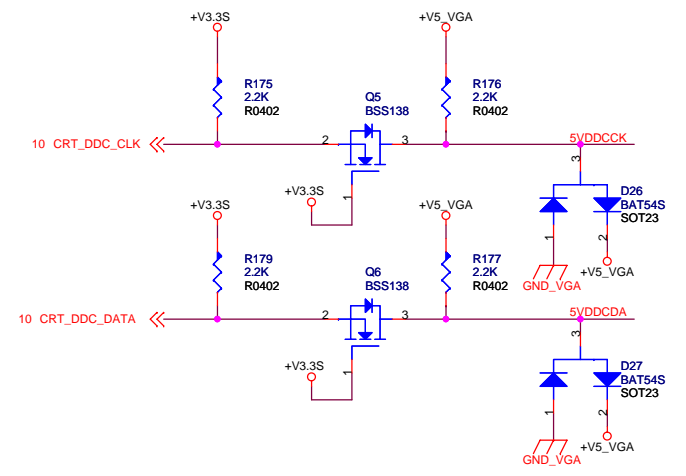 +V3.3S
+V5_VGA
R175
2.2K
R0402
Q5
BSS138
R176
2.2K
R0402
10 CRT_DDC_CLK
2
3
5VDDCCK
3
+V3.3S
1
D26
BAT54S
SOT23
1
2
GND_VGA
+V5_VGA
+V3.3S
+V5_VGA
R179
2.2K
R0402
Q6
BSS138
R177
2.2K
R0402
10 CRT_DDC_DATA
2
3
5VDDCDA
3
+V3.3S
1
D27
BAT54S
SOT23
1
2
GND_VGA
+V5_VGA